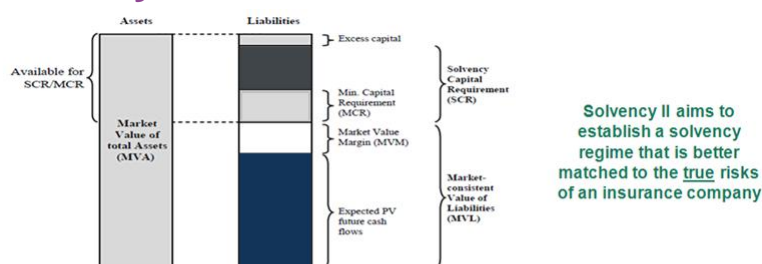 Assets
Liabilities
Excess capital
Available for
SCR/MCR
Solvency
Capital
Requirement
(SCR)
Min. Capital
Requirement
(MCR)
Market
Value of
total Assets
(MVA)
Market Value
Margin (MVM)
Market-
consistent
Value of
Liabilities
(MVL)
Expected PV
future cash
flows
Solvency II aims to
establish a solvency
regime that is better
matched to the true risks
of an insurance company